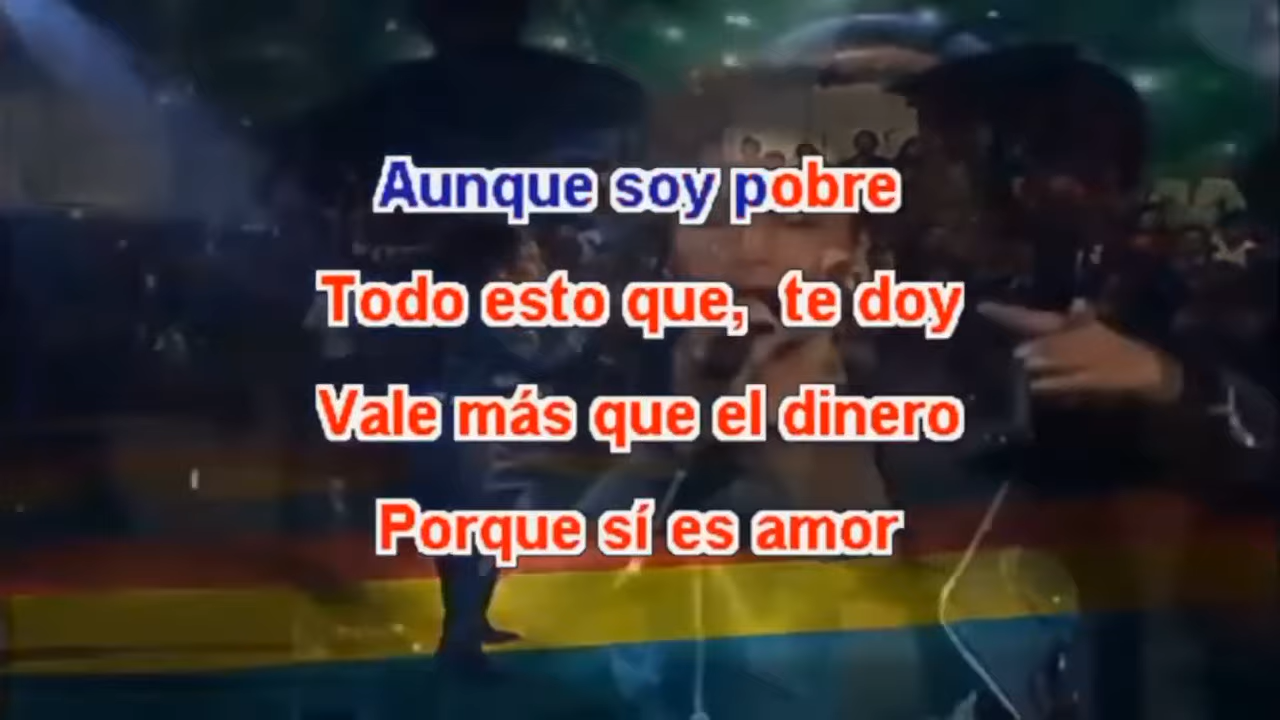 Aunque soy pobre
Todo esto que, te doy
Vale más que el dinero
Porque sí es amor